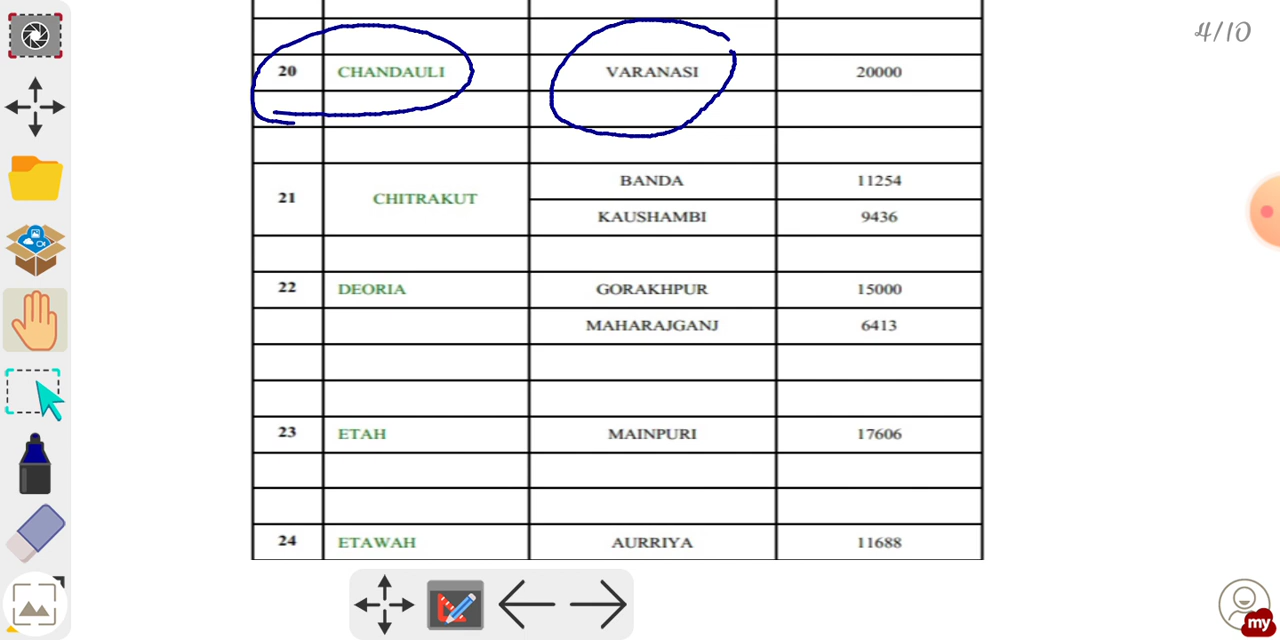 4/10
20 CHANDAULI VARANASI 20000
21 CHITRAKUT BANDA 11254
KAUSHAMBI 9436
22 DEORIA GORAKHPUR 15000
MAHARAJGANJ 6413
23 ETAH MAINPURI 17606
24 ETAWAH AURRIYA 11688
my